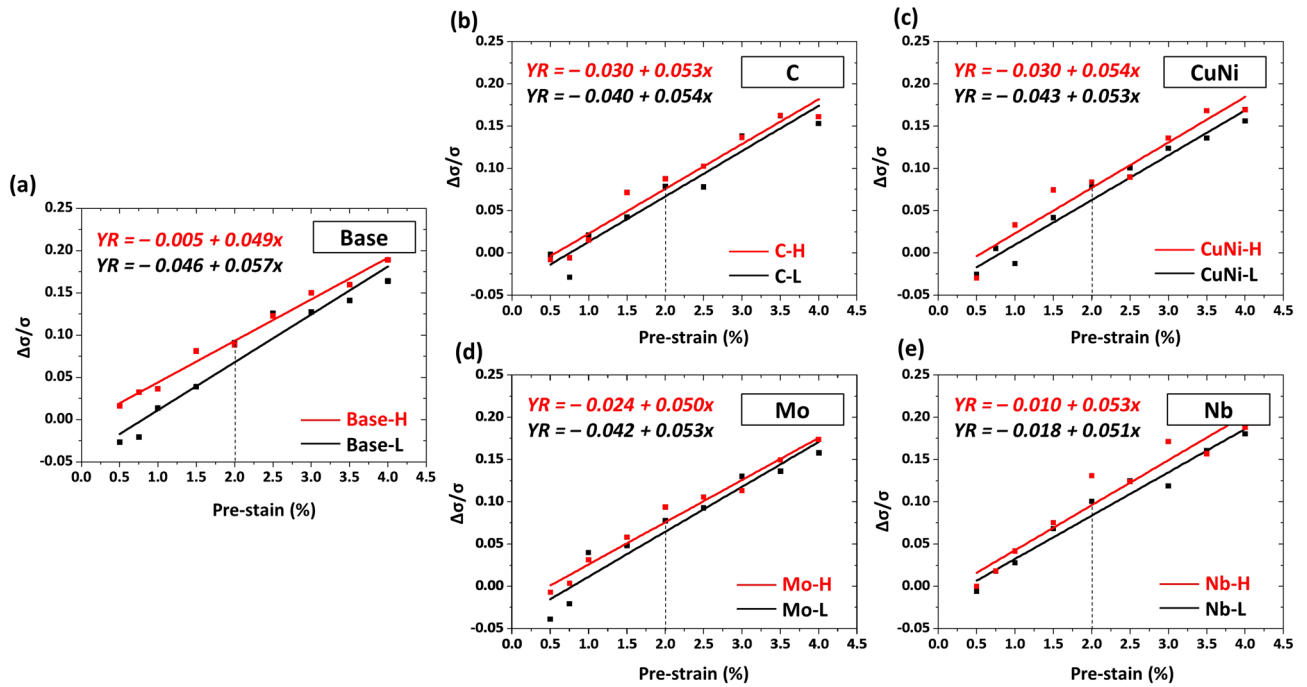 (a)
0.25
0.20
0.15
0.10
0.05
0.00
-0.05
Δσ/σ
YR = – 0.005 + 0.049x
YR = – 0.046 + 0.057x
Base
Base-H
Base-L
0.0 0.5 1.0 1.5 2.0 2.5 3.0 3.5 4.0 4.5
Pre-stain (%)
(b)
0.25
0.20
0.15
0.10
0.05
0.00
-0.05
Δσ/σ
YR = – 0.030 + 0.053x
YR = – 0.040 + 0.054x
C
C-H
C-L
0.0 0.5 1.0 1.5 2.0 2.5 3.0 3.5 4.0 4.5
Pre-strain (%)
(c)
0.25
0.20
0.15
0.10
0.05
0.00
-0.05
Δσ/σ
YR = – 0.030 + 0.054x
YR = – 0.043 + 0.053x
CuNi
CuNi-H
CuNi-L
0.0 0.5 1.0 1.5 2.0 2.5 3.0 3.5 4.0 4.5
Pre-strain (%)
(d)
0.25
0.20
0.15
0.10
0.05
0.00
-0.05
Δσ/σ
YR = – 0.024 + 0.050x
YR = – 0.042 + 0.053x
Mo
Mo-H
Mo-L
0.0 0.5 1.0 1.5 2.0 2.5 3.0 3.5 4.0 4.5
Pre-strain (%)
(e)
0.25
0.20
0.15
0.10
0.05
0.00
-0.05
Δσ/σ
YR = – 0.010 + 0.053x
YR = – 0.018 + 0.051x
Nb
Nb-H
Nb-L
0.0 0.5 1.0 1.5 2.0 2.5 3.0 3.5 4.0 4.5
Pre-strain (%)